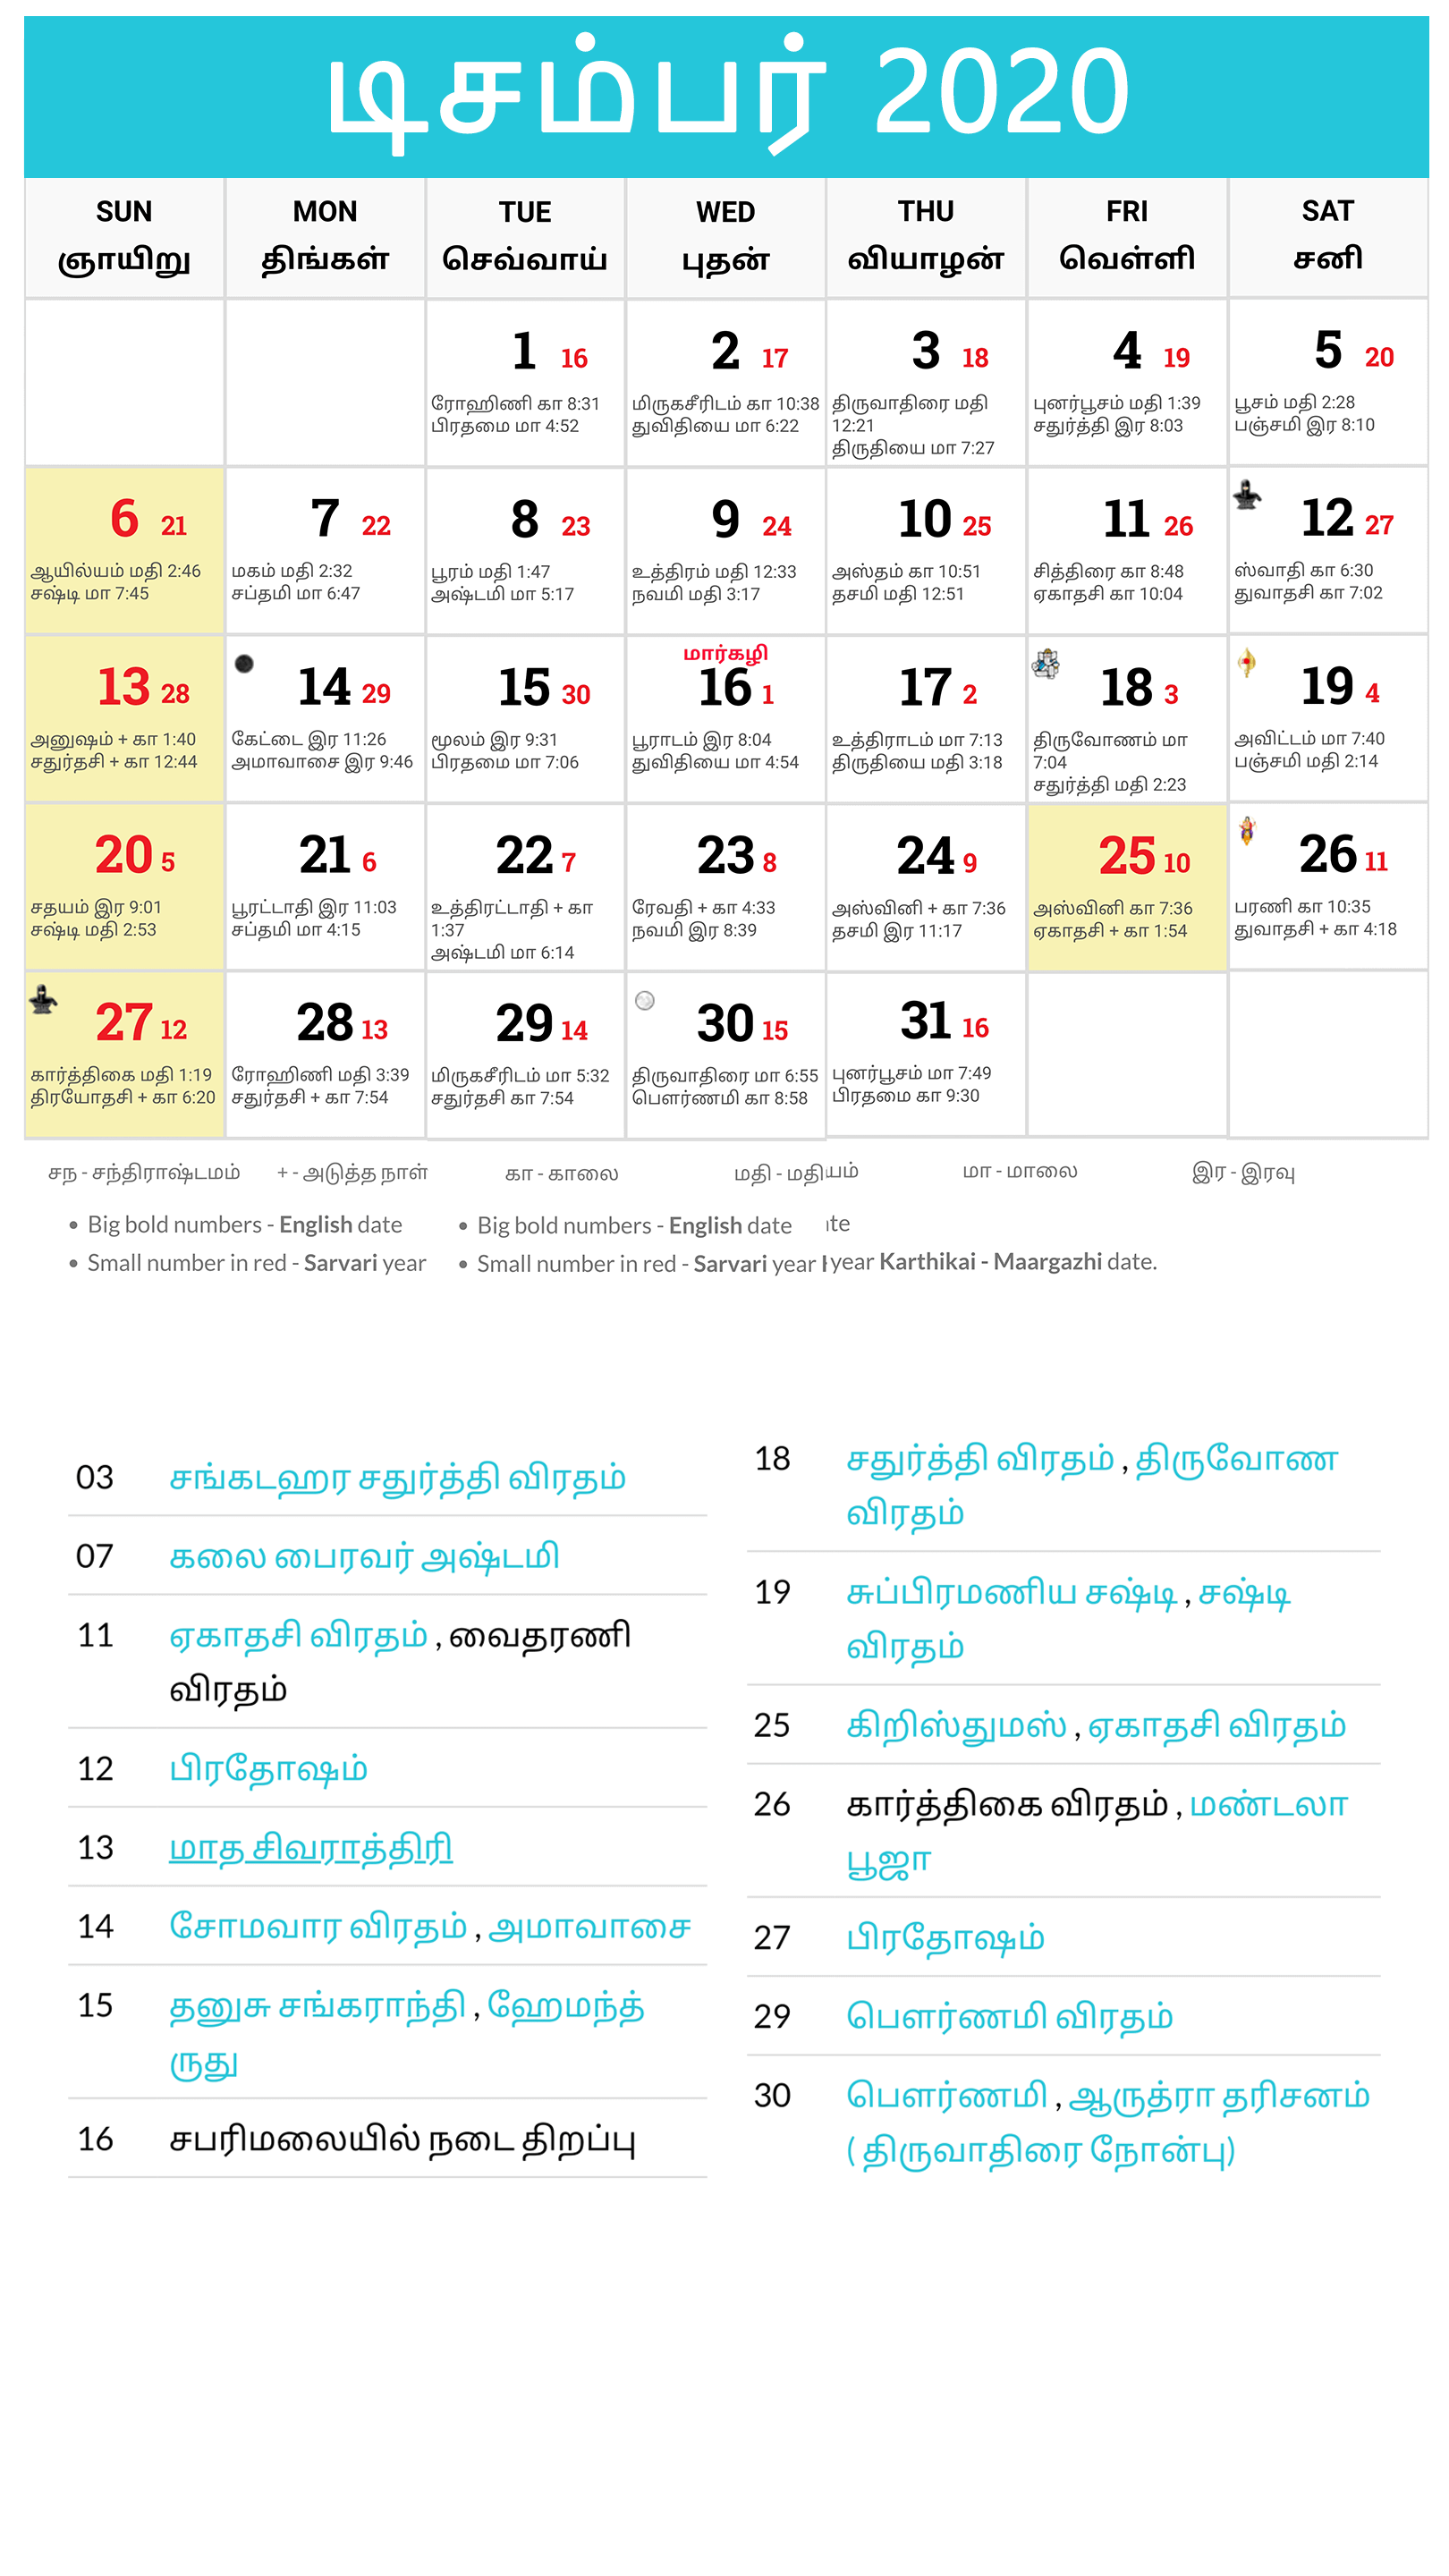 டிசம்பர் 2020
SUN MON TUE WED THU FRI SAT
ஞாயிறு திங்கள் செவ்வாய் புதன் வியாழன் வெள்ளி சனி
1 16 2 17 3 18 4 19 5 20
ரோஹிணி கா 8:31 மிருகசீரிடம் கா 10:38 திருவாதிரை மதி புனர்பூசம் மதி 1:39 பூசம் மதி 2:28
பிரதமை மா 4:52 துவிதியை மா 6:22 12:21 சதுர்த்தி இர 8:03 பஞ்சமி இர 8:10
திருதியை மா 7:27
6 21 7 22 8 23 9 24 10 25 11 26 12 27
ஆயில்யம் மதி 2:46 மகம் மதி 2:32 பூரம் மதி 1:47 உத்திரம் மதி 12:33 அஸ்தம் கா 10:51 சித்திரை கா 8:48 ஸ்வாதி கா 6:30
சஷ்டி மா 7:45 சப்தமி மா 6:47 அஷ்டமி மா 5:17 நவமி மதி 3:17 தசமி மதி 12:51 ஏகாதசி கா 10:04 துவாதசி கா 7:02
மார்கழி
13 28 14 29 15 30 16 1 17 2 18 3 19 4
அனுஷம் + கா 1:40 கேட்டை இர 11:26 மூலம் இர 9:31 பூராடம் இர 8:04 உத்திராடம் மா 7:13 திருவோணம் மா அவிட்டம் மா 7:40
சதுர்தசி + கா 12:44 அமாவாசை இர 9:46 பிரதமை மா 7:06 துவிதியை மா 4:54 திருதியை மதி 3:18 7:04 பஞ்சமி மதி 2:14
சதுர்த்தி மதி 2:23
20 5 21 6 22 7 23 8 24 9 25 10 26 11
சதயம் இர 9:01 பூரட்டாதி இர 11:03 உத்திரட்டாதி + கா ரேவதி + கா 4:33 அஸ்வினி + கா 7:36 அஸ்வினி கா 7:36 பரணி கா 10:35
சஷ்டி மதி 2:53 சப்தமி மா 4:15 1:37 நவமி இர 8:39 தசமி இர 11:17 ஏகாதசி + கா 1:54 துவாதசி + கா 4:18
அஷ்டமி மா 6:14
27 12 28 13 29 14 30 15 31 16
கார்த்திகை மதி 1:19 ரோஹிணி மதி 3:39 மிருகசீரிடம் மா 5:32 திருவாதிரை மா 6:55 புனர்பூசம் மா 7:49
திரயோதசி + கா 6:20 சதுர்தசி + கா 7:54 சதுர்தசி கா 7:54 பௌர்ணமி கா 8:58 பிரதமை கா 9:30
சந - சந்திராஷ்டமம் + - அடுத்த நாள் கா - காலை மதி - மதியம் மா - மாலை இர - இரவு
• Big bold numbers - English date • Big bold numbers - English date te
• Small number in red - Sarvari year • Small number in red - Sarvari year year Karthikai - Maargazhi date.
03 சங்கடஹர சதுர்த்தி விரதம்
07 கலை பைரவர் அஷ்டமி
11 ஏகாதசி விரதம் , வைதரணி
விரதம்
12 பிரதோஷம்
13 மாத சிவராத்திரி
14 சோமவார விரதம் , அமாவாசை
15 தனுசு சங்கராந்தி , ஹேமந்த்
ருது
16 சபரிமலையில் நடை திறப்பு
18 சதுர்த்தி விரதம் , திருவோண
விரதம்
19 சுப்பிரமணிய சஷ்டி , சஷ்டி
விரதம்
25 கிறிஸ்துமஸ் , ஏகாதசி விரதம்
26 கார்த்திகை விரதம் , மண்டலா
பூஜா
27 பிரதோஷம்
29 பௌர்ணமி விரதம்
30 பௌர்ணமி , ஆருத்ரா தரிசனம்
( திருவாதிரை நோன்பு)